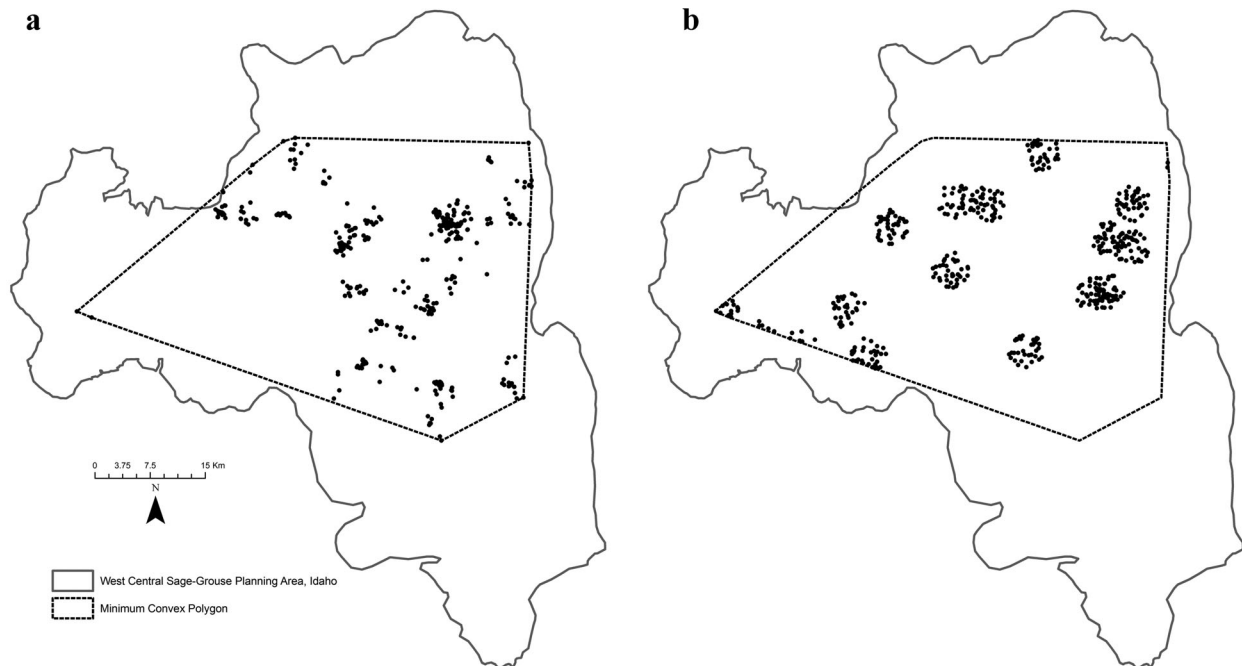 a
b
0 3.75 7.5 15 Km
N
West Central Sage-Grouse Planning Area, Idaho
Minimum Convex Polygon